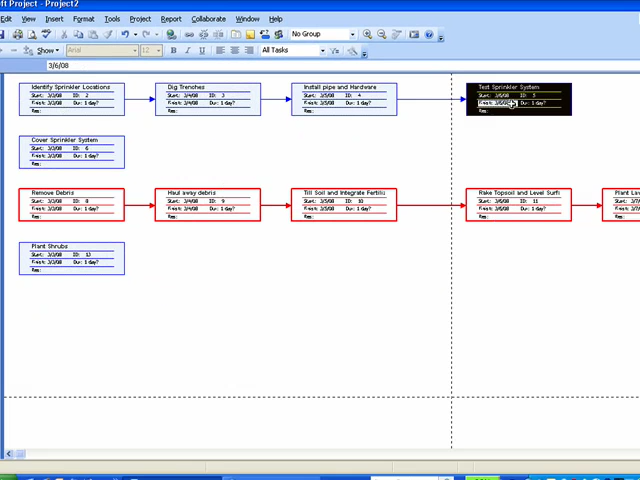 ft Project - Project2
Edit View Insert Format Tools Project Report Collaborate Window Help
No Group
Show Arial 12 B I U All Tasks
3/6/08
Identify Sprinkler Locations
Start: 3/3/08 ID: 2
Finish: 3/3/08 Dur: 1 day?
Res:
Dig Trenches
Start: 3/4/08 ID: 3
Finish: 3/4/08 Dur: 1 day?
Res:
Install pipe and Hardware
Start: 3/5/08 ID: 4
Finish: 3/5/08 Dur: 1 day?
Res:
Test Sprinkler System
Start: 3/6/08 ID: 5
Finish: 3/6/08 Dur: 1 day?
Res:
Cover Sprinkler System
Start: 3/3/08 ID: 6
Finish: 3/3/08 Dur: 1 day?
Res:
Remove Debris
Start: 3/3/08 ID: 8
Finish: 3/3/08 Dur: 1 day?
Res:
Haul away debris
Start: 3/4/08 ID: 9
Finish: 3/4/08 Dur: 1 day?
Res:
Till Soil and Integrate Fertiliz
Start: 3/5/08 ID: 10
Finish: 3/5/08 Dur: 1 day?
Res:
Rake Topsoil and Level Surfa
Start: 3/6/08 ID: 11
Finish: 3/6/08 Dur: 1 day?
Res:
Plant La
Start: 3/7/
Finish: 3/7/
Res:
Plant Shrubs
Start: 3/3/08 ID: 13
Finish: 3/3/08 Dur: 1 day?
Res: